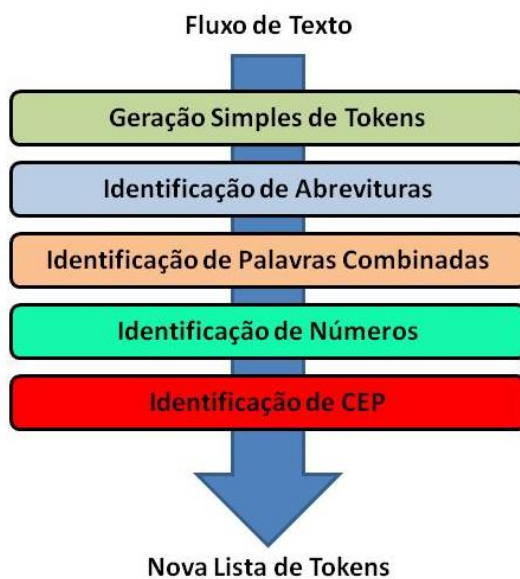 Fluxo de Texto
Geração Simples de Tokens
Identificação de Abrevituras
Identificação de Palavras Combinadas
Identificação de Números
Identificação de CEP
Nova Lista de Tokens